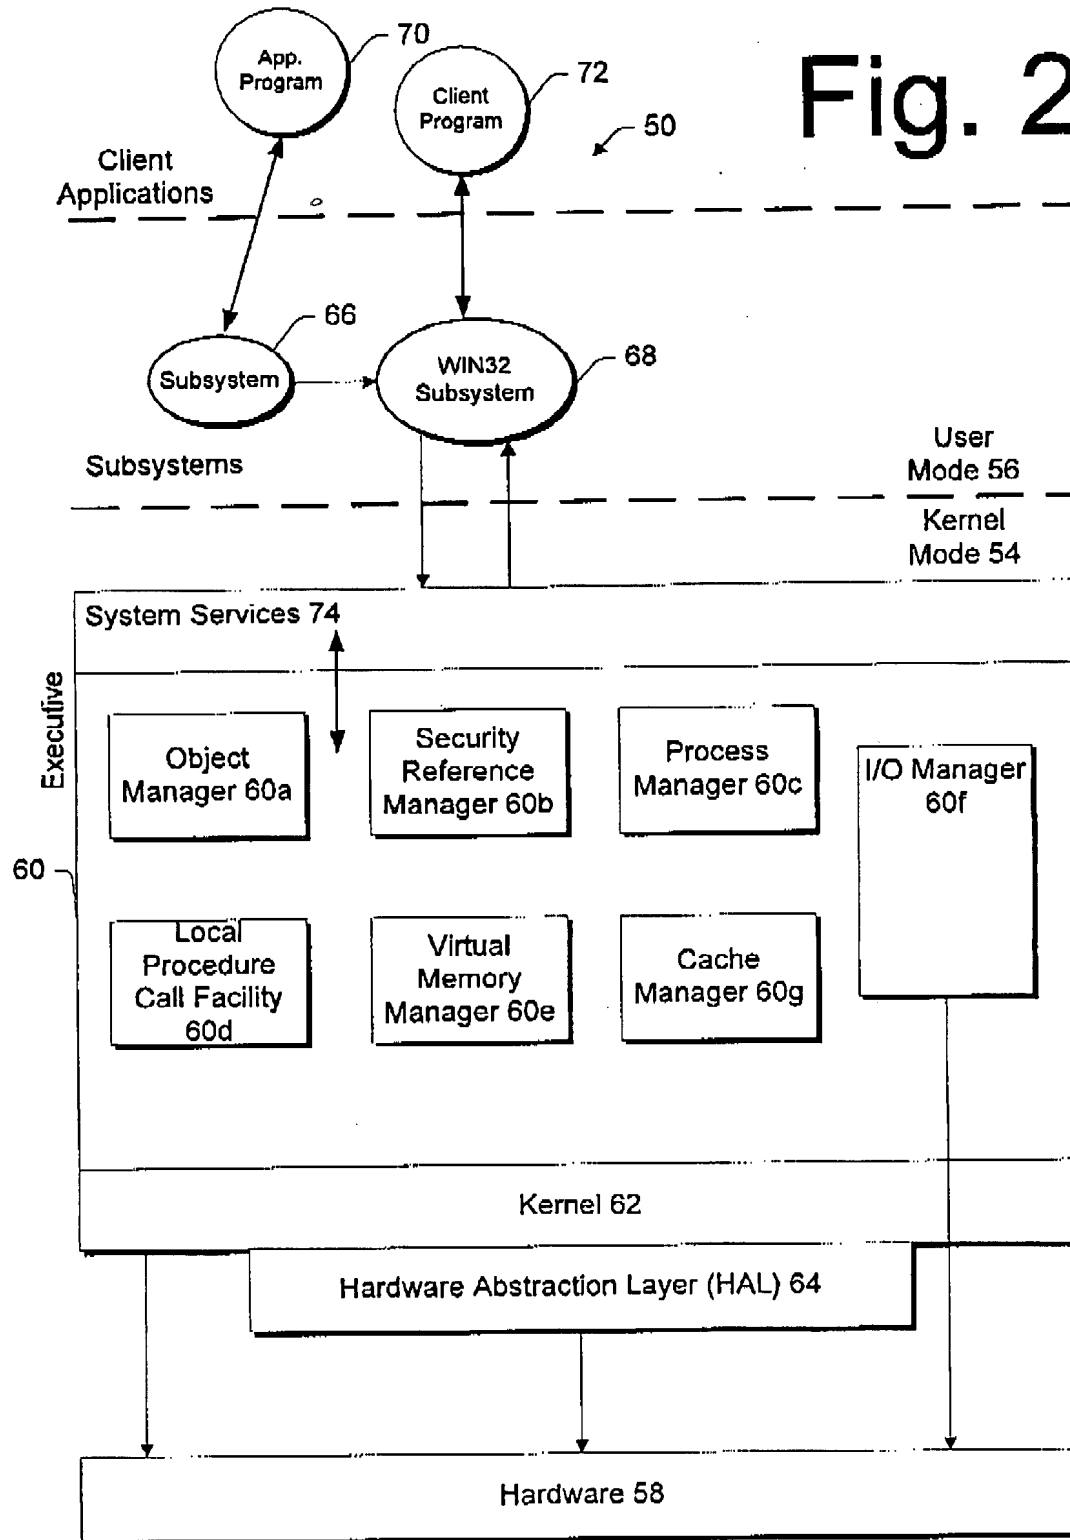 70
App.
Program
72
Client
Program
Fig. 2
50
Client
Applications
66
Subsystem
WIN32
Subsystem
68
Subsystems
User
Mode 56
Kernel
Mode 54
System Services 74
Executive
Object
Manager 60a
Security
Reference
Manager 60b
Process
Manager 60c
I/O Manager
60f
60
Local
Procedure
Call Facility
60d
Virtual
Memory
Manager 60e
Cache
Manager 60g
Kernel 62
Hardware Abstraction Layer (HAL) 64
Hardware 58